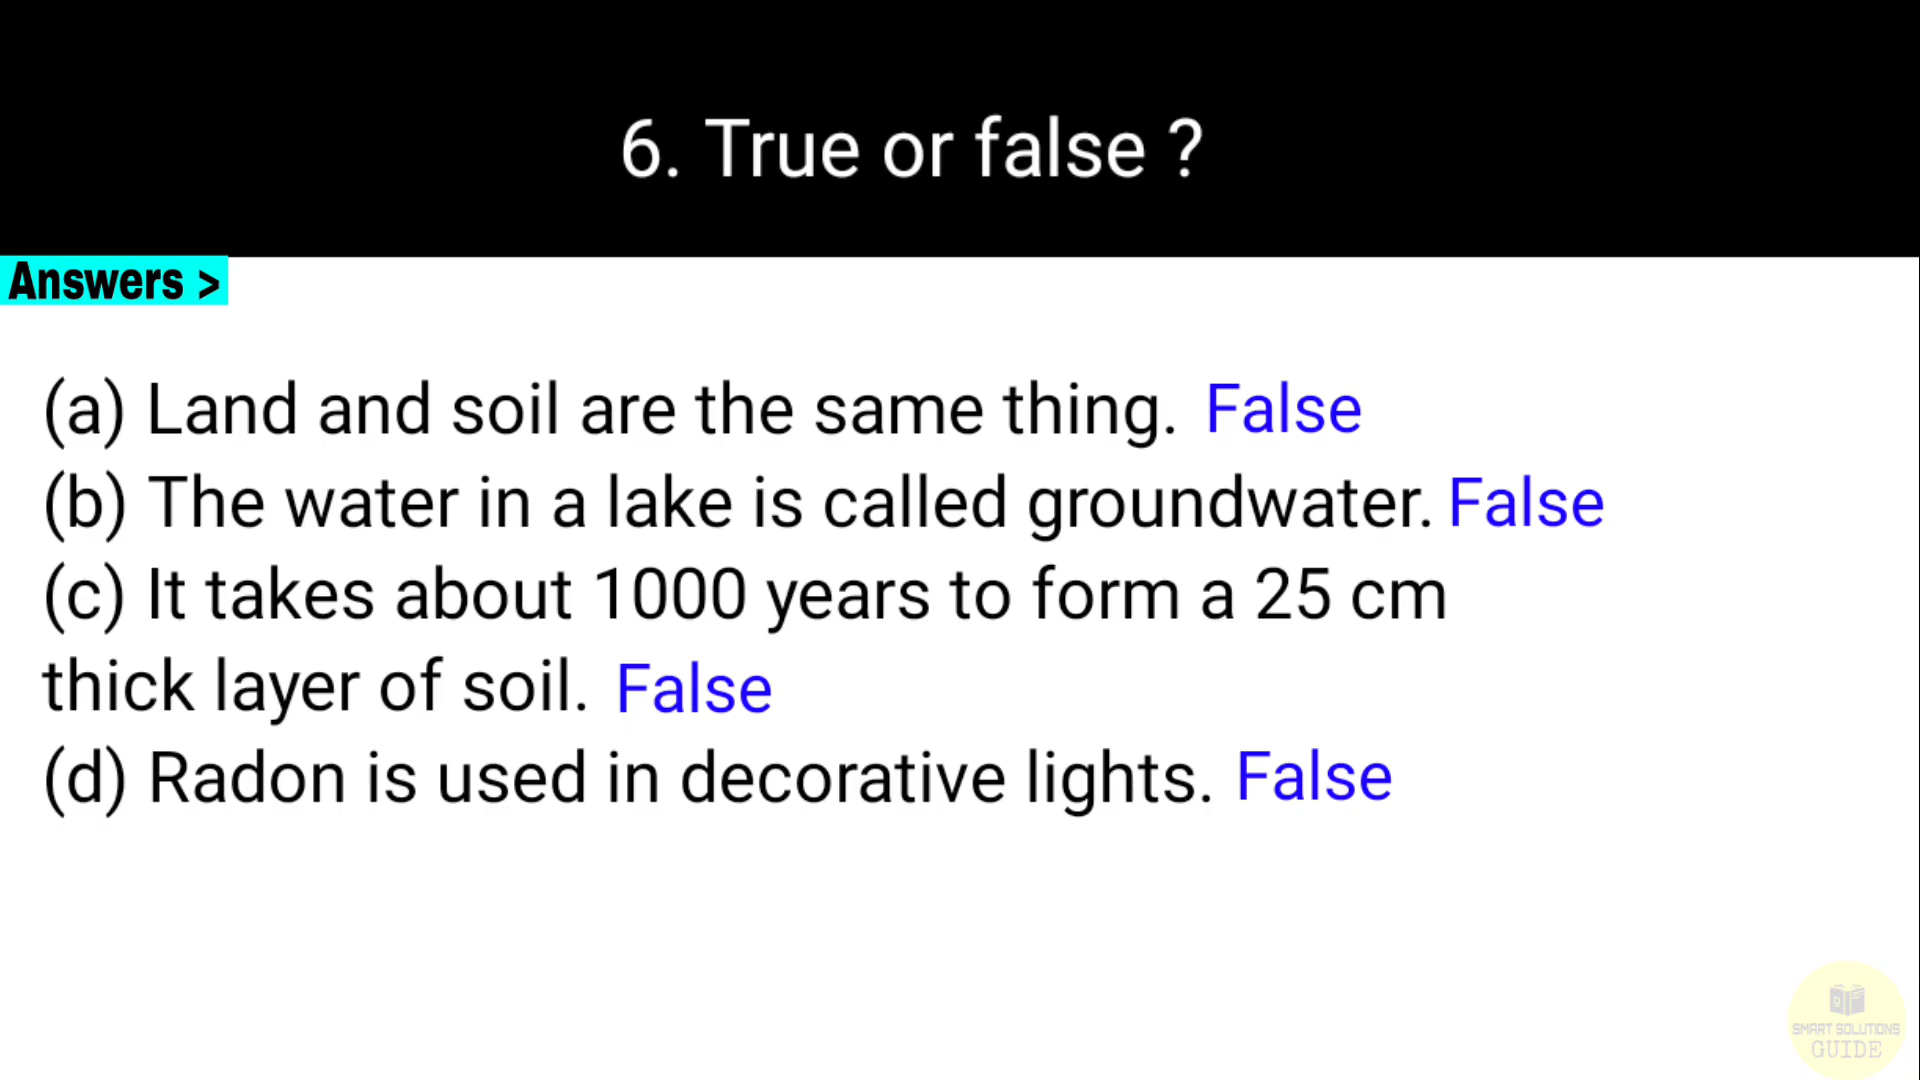 6. True or false ?
Answers >
(a) Land and soil are the same thing. False
(b) The water in a lake is called groundwater. False
(c) It takes about 1000 years to form a 25 cm
thick layer of soil. False
(d) Radon is used in decorative lights. False
SMART SOLUTIONS
GUIDE